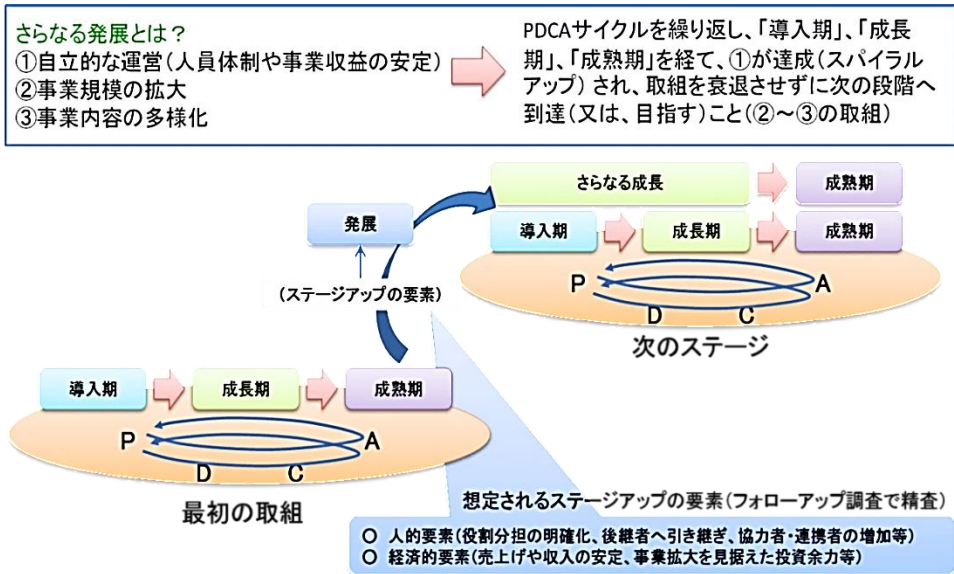 さらなる発展とは？
①自立的な運営（人員体制や事業収益の安定）
②事業規模の拡大
③事業内容の多様化
PDCAサイクルを繰り返し、「導入期」、「成長
期」、「成熟期」を経て、①が達成（スパイラル
アップ）され、取組を衰退させずに次の段階へ
到達（又は、目指す）こと（②～③の取組）
さらなる成長
成熟期
発展
導入期
成長期
成熟期
（ステージアップの要素）
P
A
D
C
次のステージ
導入期
成長期
成熟期
P
A
D
C
最初の取組
想定されるステージアップの要素（フォローアップ調査で精査）
○ 人的要素（役割分担の明確化、後継者へ引き継ぎ、協力者・連携者の増加等）
○ 経済的要素（売上げや収入の安定、事業拡大を見据えた投資余力等）